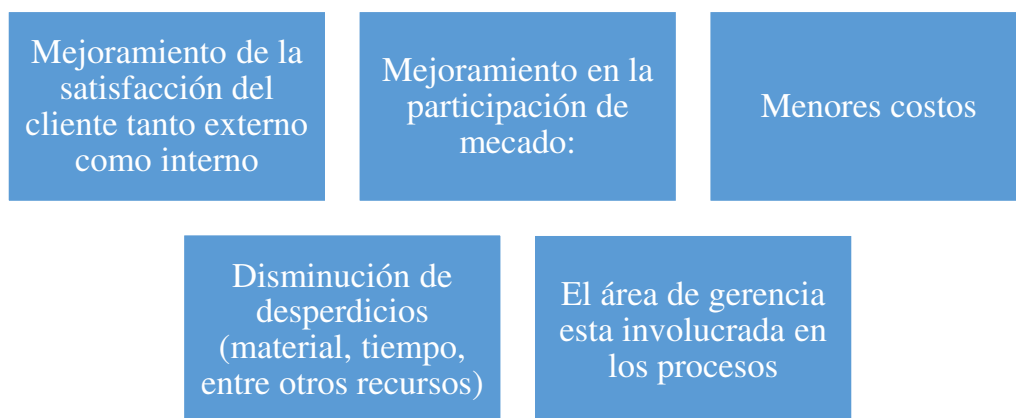 Mejoramiento de la
satisfacción del
cliente tanto externo
como interno
Mejoramiento en la
participación de
mecado:
Menores costos
Disminución de
desperdicios
(material, tiempo,
entre otros recursos)
El área de gerencia
esta involucrada en
los procesos